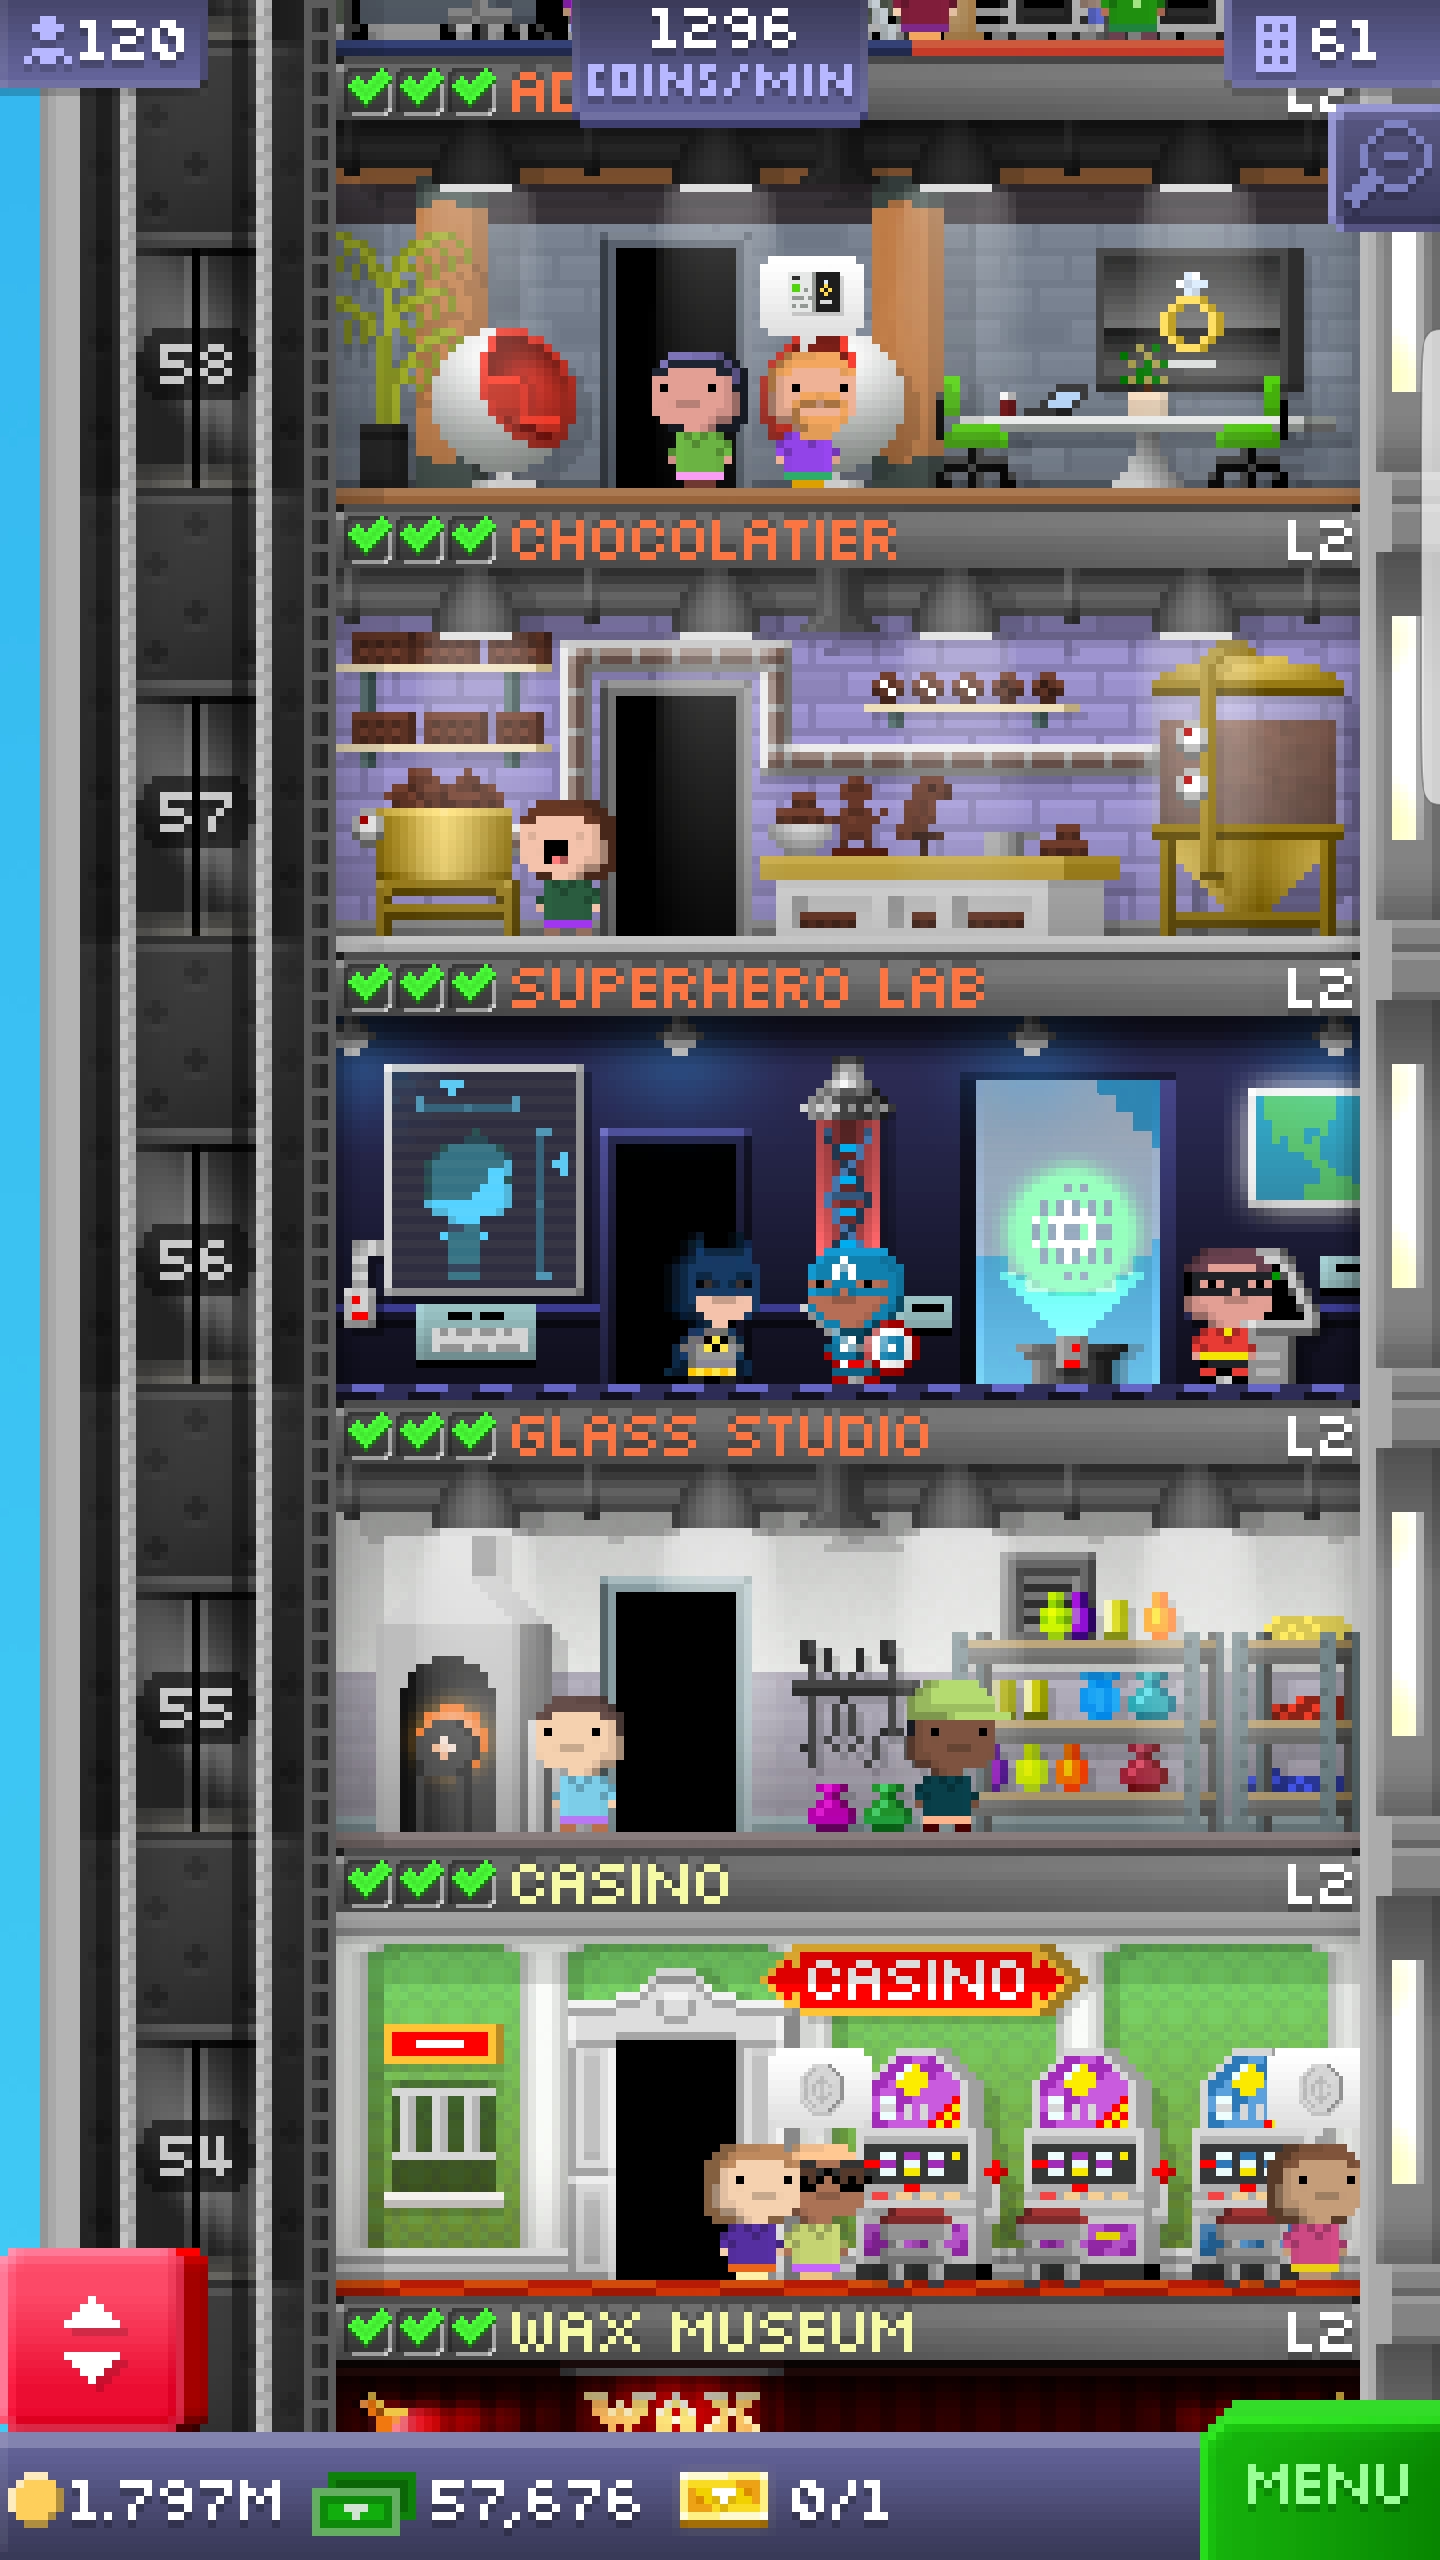 120
1296
COINS/MIN
61
AD
L2
58
CHOCOLATIER L2
57
SUPERHERO LAB L2
56
GLASS STUDIO L2
55
CASINO L2
CASINO
54
WAX MUSEUM L2
WAX
1.797M 57,676 0/1
MENU